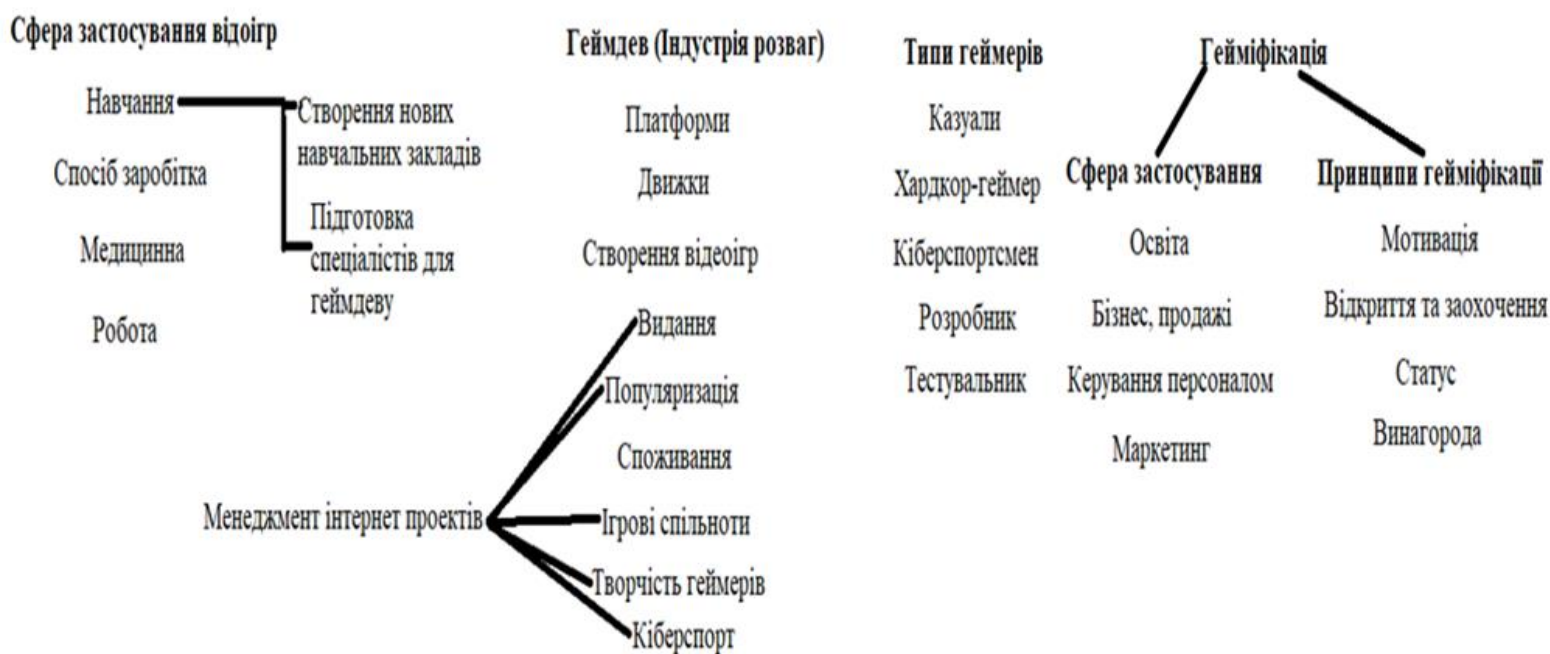 Сфера застосування відоігр
Навчання
Створення нових
навчальних закладів
Спосіб заробітка
Підготовка
спеціалістів для
геймдеву
Медицинна
Робота
Менеджмент інтернет проектів
Геймдев (Індустрія розваг)
Платформи
Движки
Створення відеоігр
Видання
Популяризація
Споживання
Ігрові спільноти
Творчість геймерів
Кіберспорт
Типи геймерів
Казуали
Хардкор-геймер
Кіберспортсмен
Розробник
Тестувальник
Гейміфікація
Сфера застосування
Освіта
Бізнес, продажі
Керування персоналом
Маркетинг
Принципи гейміфікації
Мотивація
Відкриття та заохочення
Статус
Винагорода